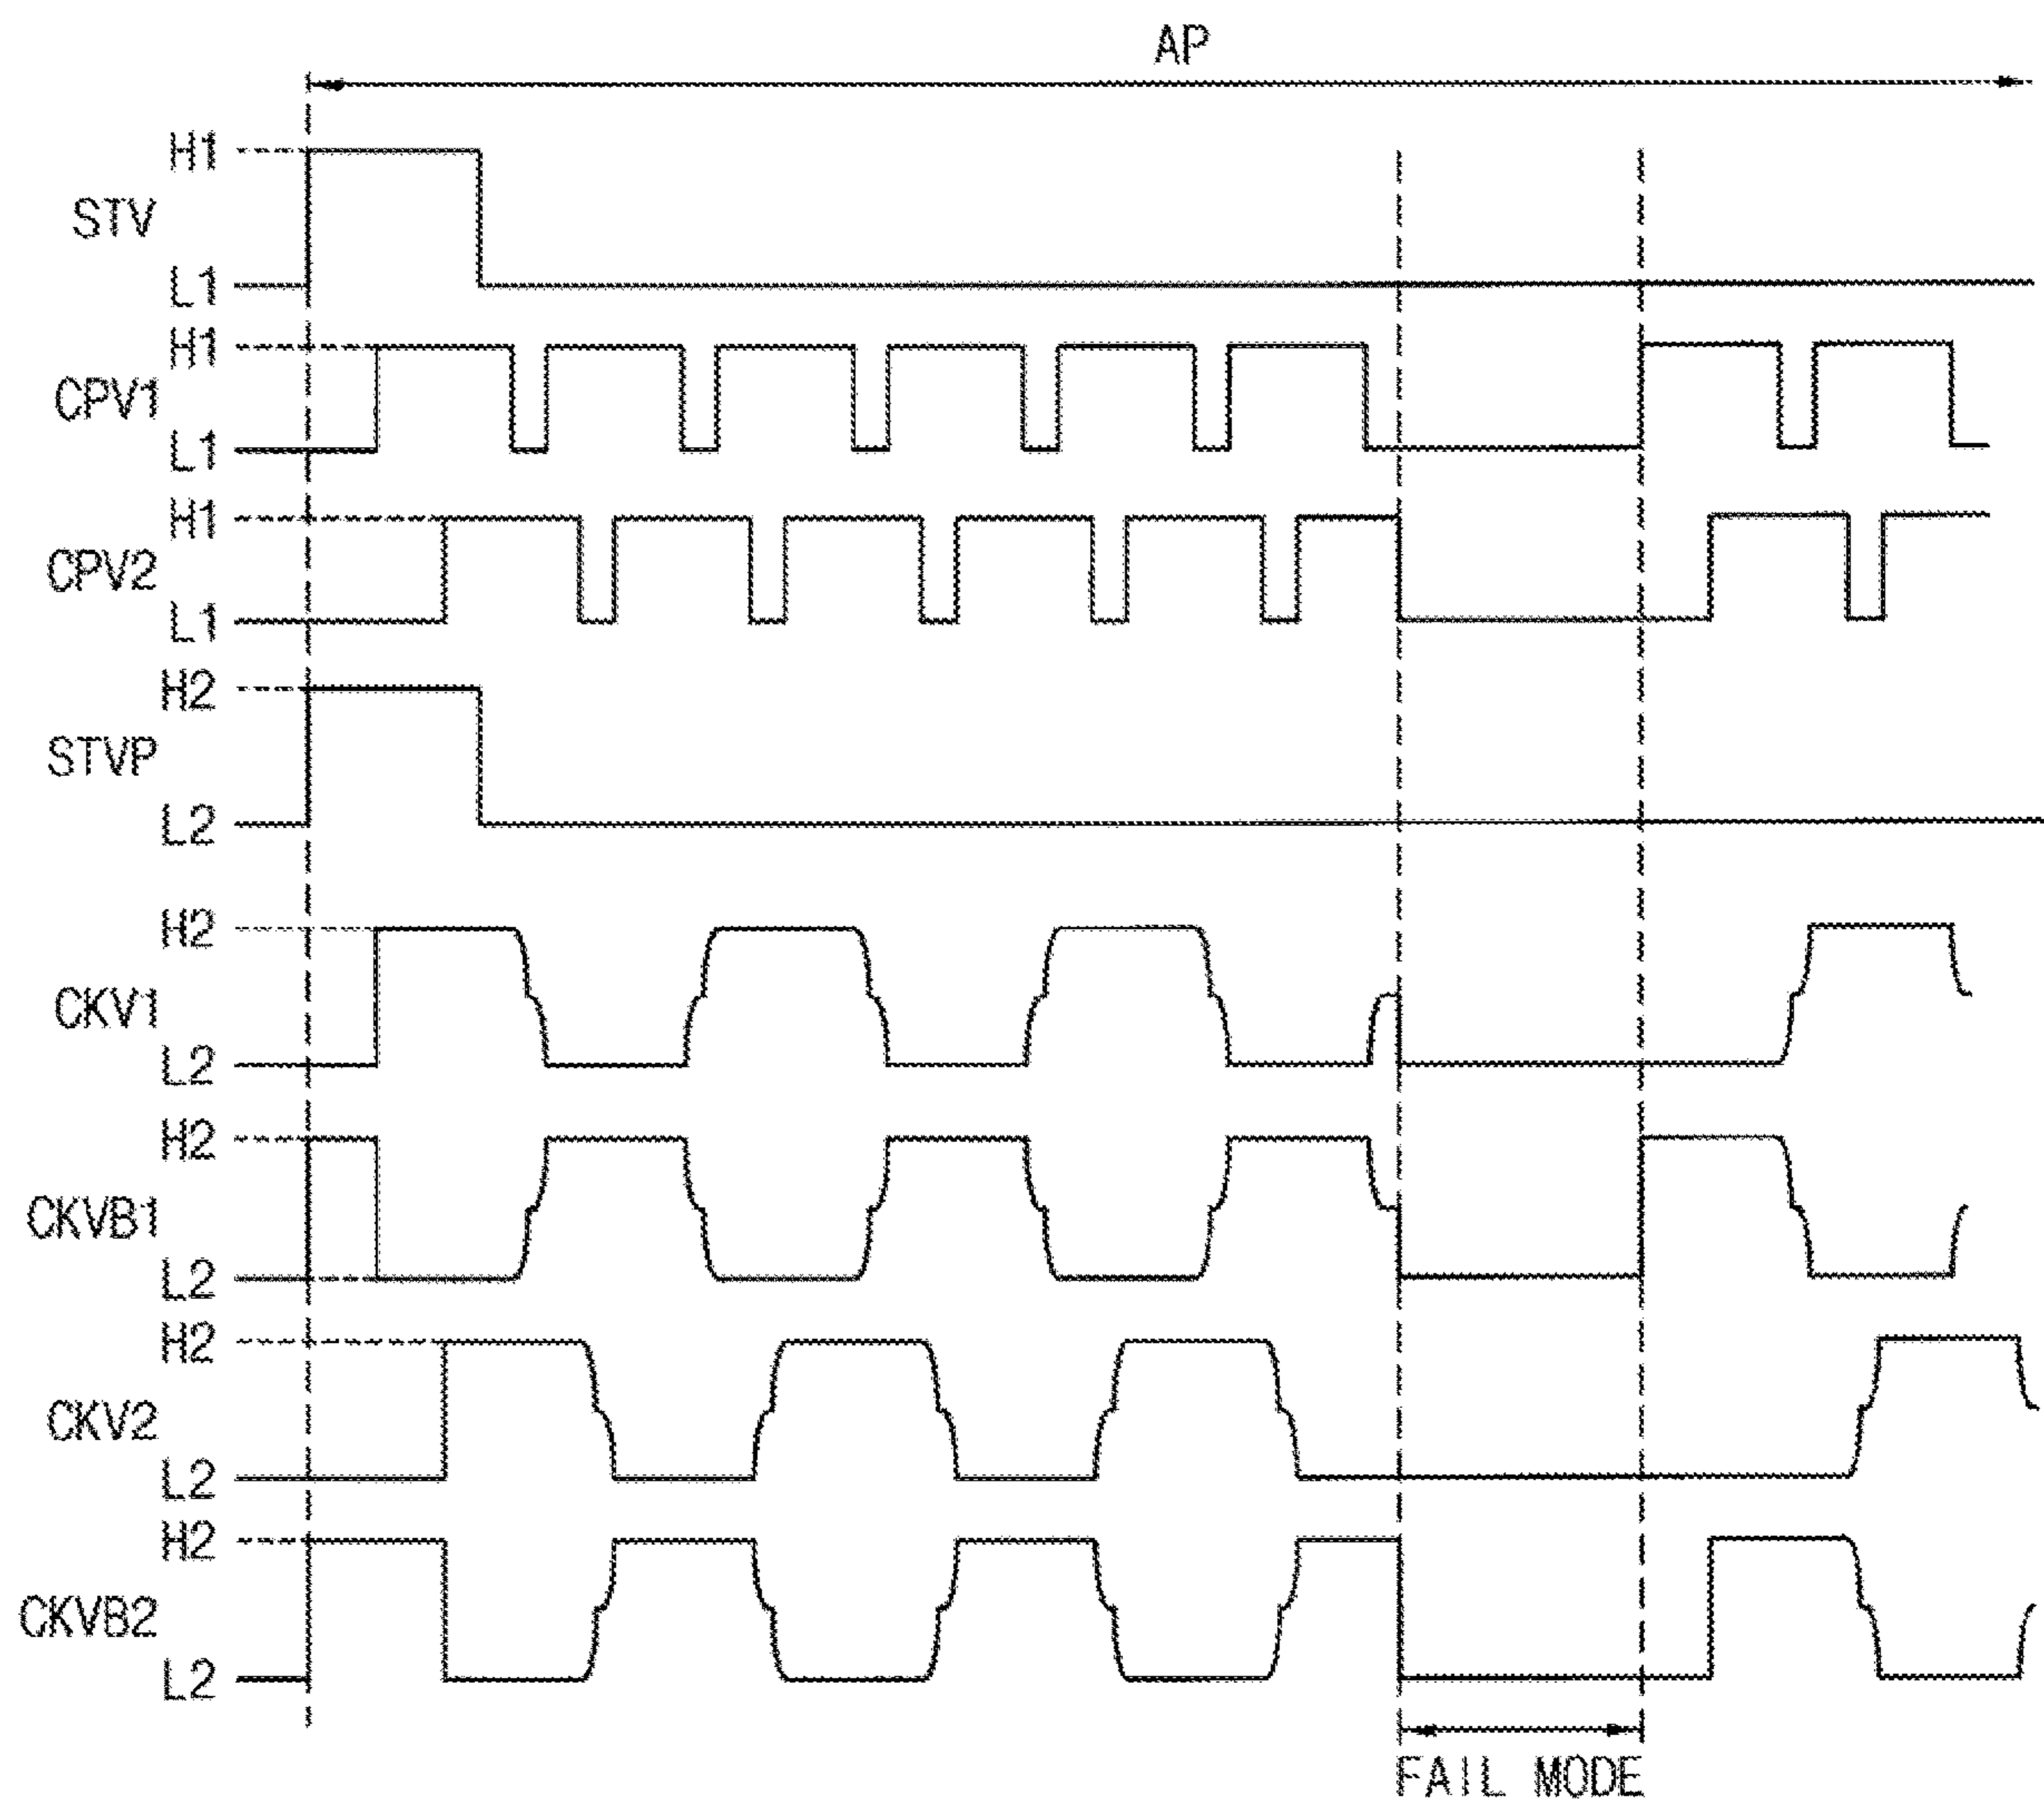 AP
H1
STV
L1
H1
CPV1
L1
H1
CPV2
L1
H2
STVP
L2
H2
CKV1
L2
H2
CKVB1
L2
H2
CKV2
L2
H2
CKVB2
L2
FAIL MODE